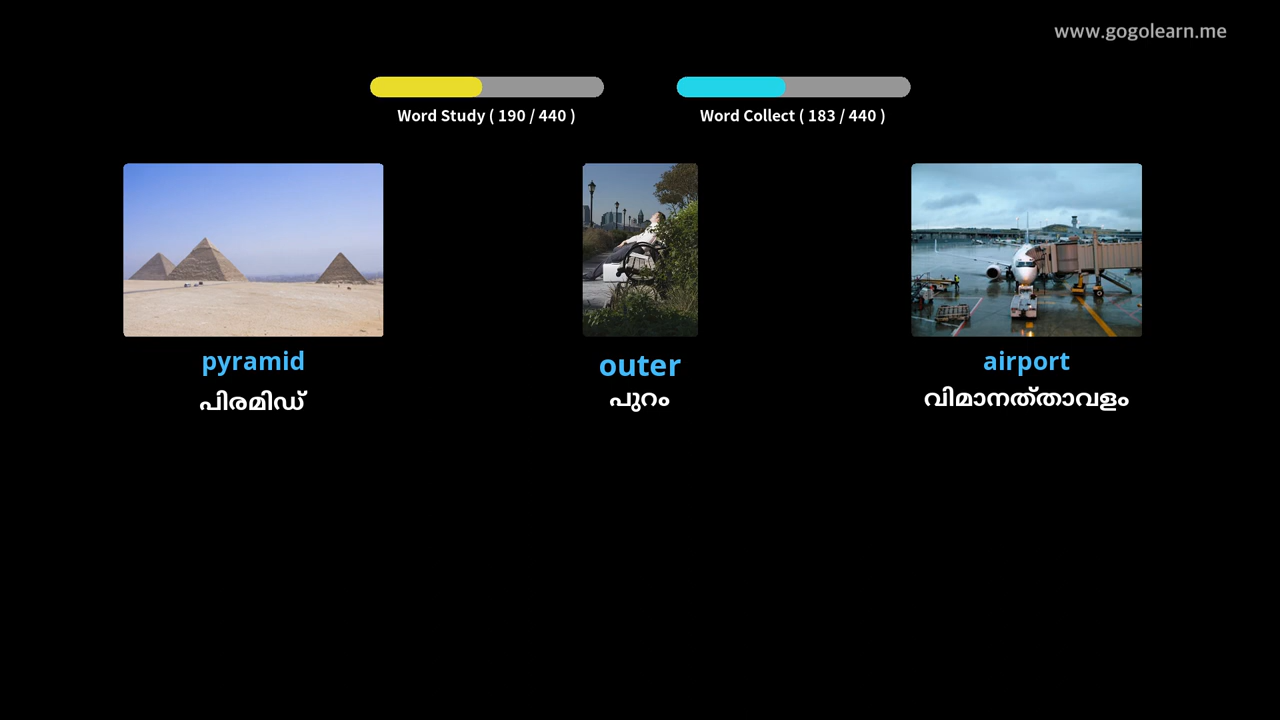 www.gogolearn.me
Word Study ( 190 / 440 )
Word Collect ( 183 / 440 )
pyramid
പിരമിഡ്
outer
പുറം
airport
വിമാനത്താവളം